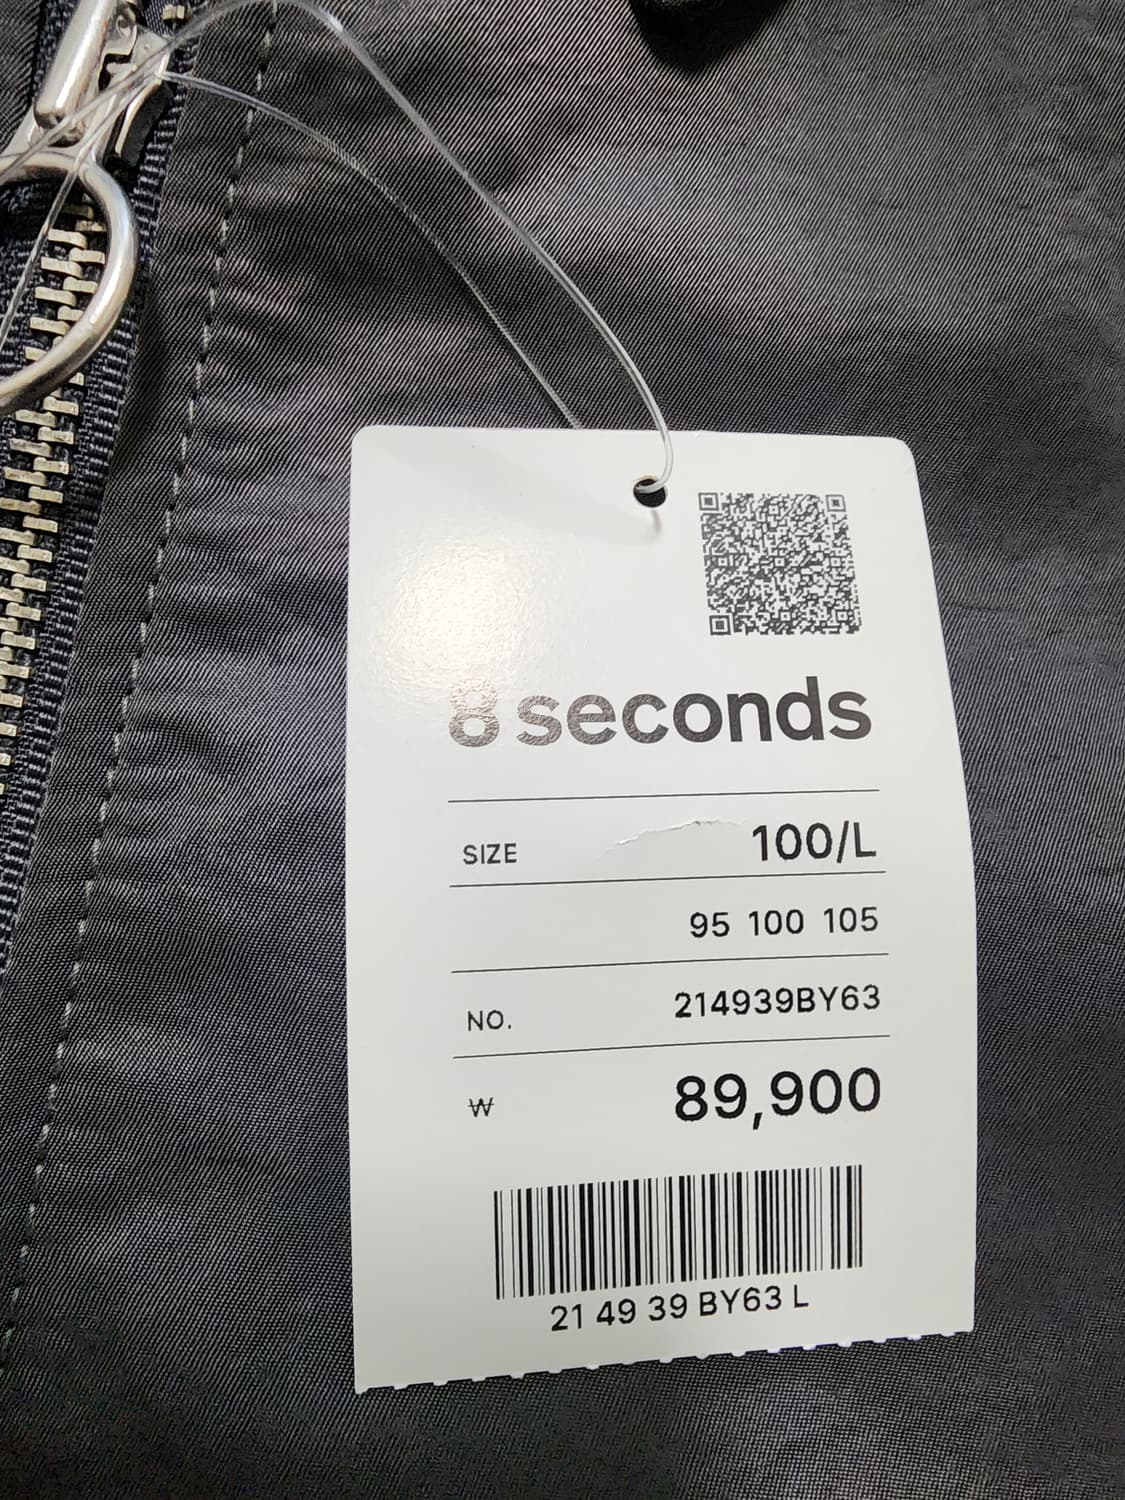 8 seconds
SIZE 100/L
95 100 105
NO. 214939BY63
₩ 89,900
21 49 39 BY63 L